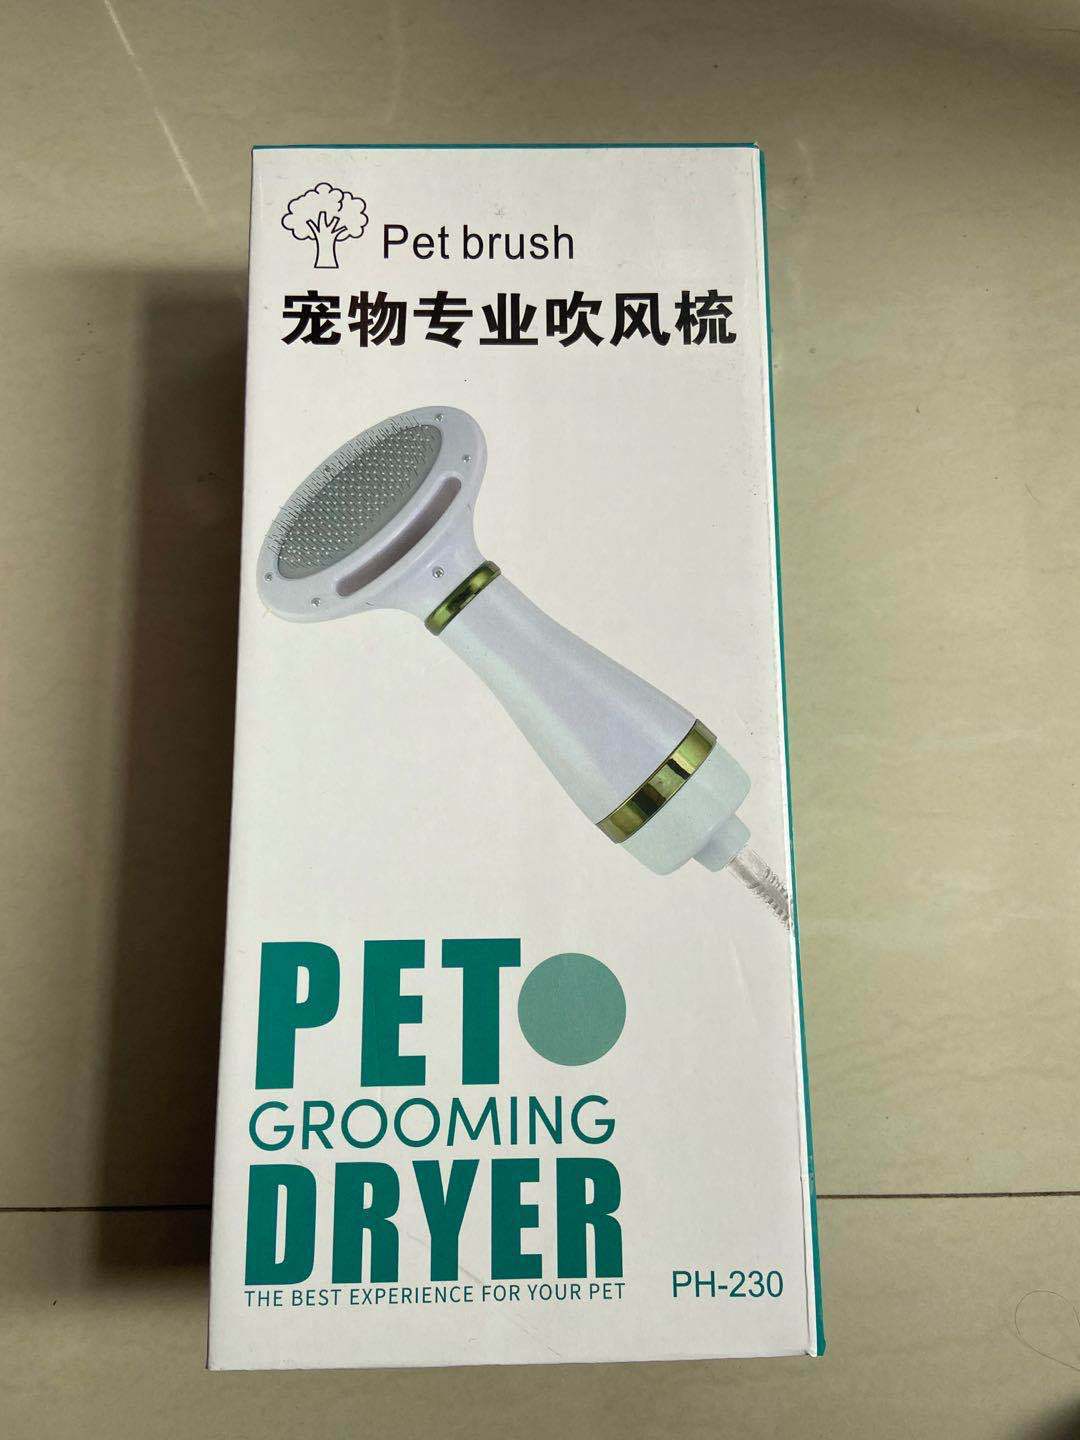 Pet brush
宠物专业吹风梳
PET
GROOMING
DRYER
THE BEST EXPERIENCE FOR YOUR PET
PH-230